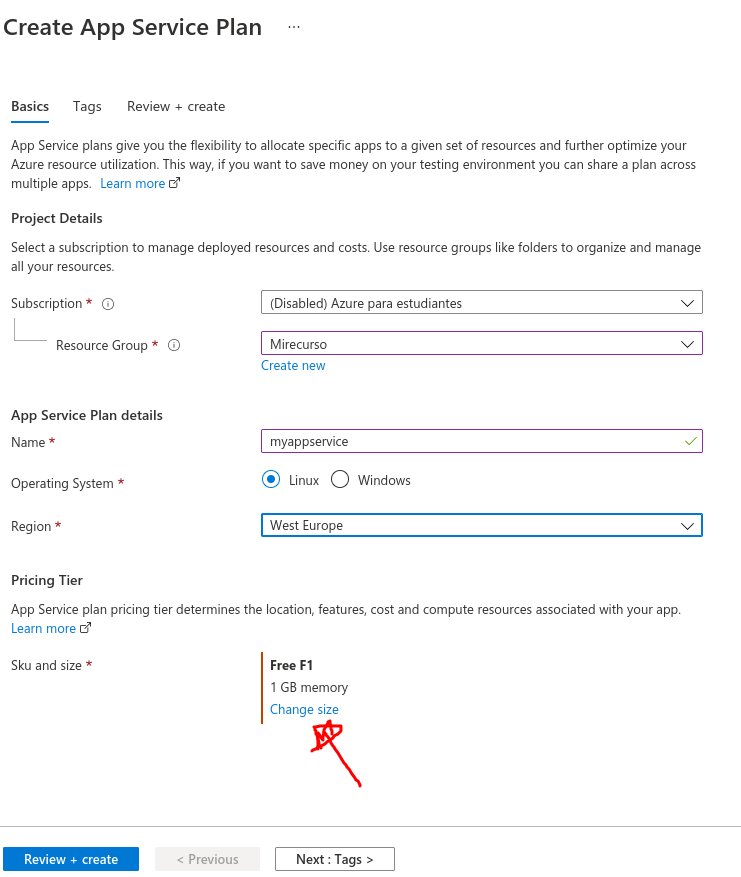 Create App Service Plan ...
Basics Tags Review + create
App Service plans give you the flexibility to allocate specific apps to a given set of resources and further optimize your
Azure resource utilization. This way, if you want to save money on your testing environment you can share a plan across
multiple apps. Learn more
Project Details
Select a subscription to manage deployed resources and costs. Use resource groups like folders to organize and manage
all your resources.
Subscription * (Disabled) Azure para estudiantes
Resource Group * Mirecurso
Create new
App Service Plan details
Name * myappservice
Operating System * Linux Windows
Region * West Europe
Pricing Tier
App Service plan pricing tier determines the location, features, cost and compute resources associated with your app.
Learn more
Sku and size * Free F1
1 GB memory
Change size
Review + create < Previous Next : Tags >